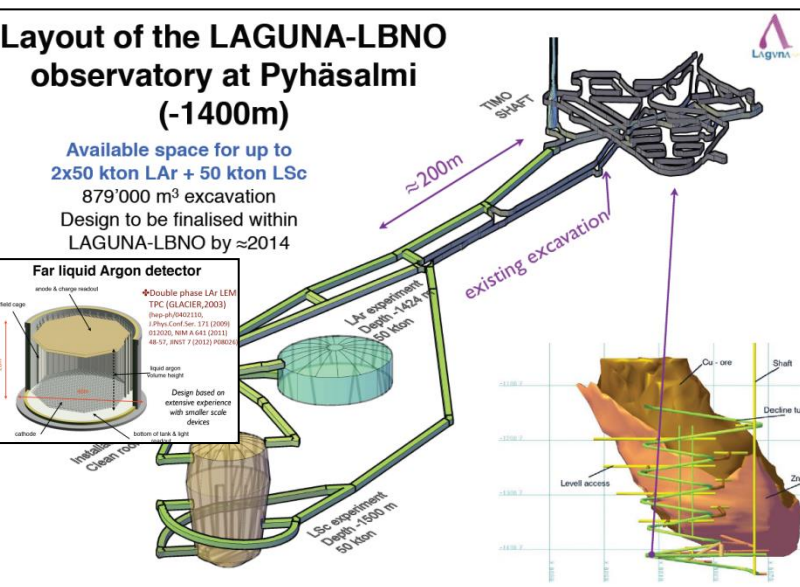 Layout of the LAGUNA-LBNO
observatory at Pyhäsalmi
(-1400m)
Available space for up to
2x50 kton LAr + 50 kton LSc
879'000 m³ excavation
Design to be finalised within
LAGUNA-LBNO by ≈2014
Laguna
TIMO
SHAFT
≈200m
existing excavation
LAr experiment
Depth -1424 m
50 kton
Far liquid Argon detector
anode & charge readout
field cage
❖Double phase LAr LEM
TPC (GLACIER,2003)
(hep-ph/0402110,
J.Phys.Conf.Ser. 171 (2009)
012020, NIM A 641 (2011)
48-57, JINST 7 (2012) P08026)
liquid argon
volume height
Design based on
extensive experience
with smaller scale
devices
cathode
bottom of tank & light
readout
Clean
LSc experiment
Depth -1500 m
50 kton
Cu - ore
Shaft
Decline
Levell access
Zn